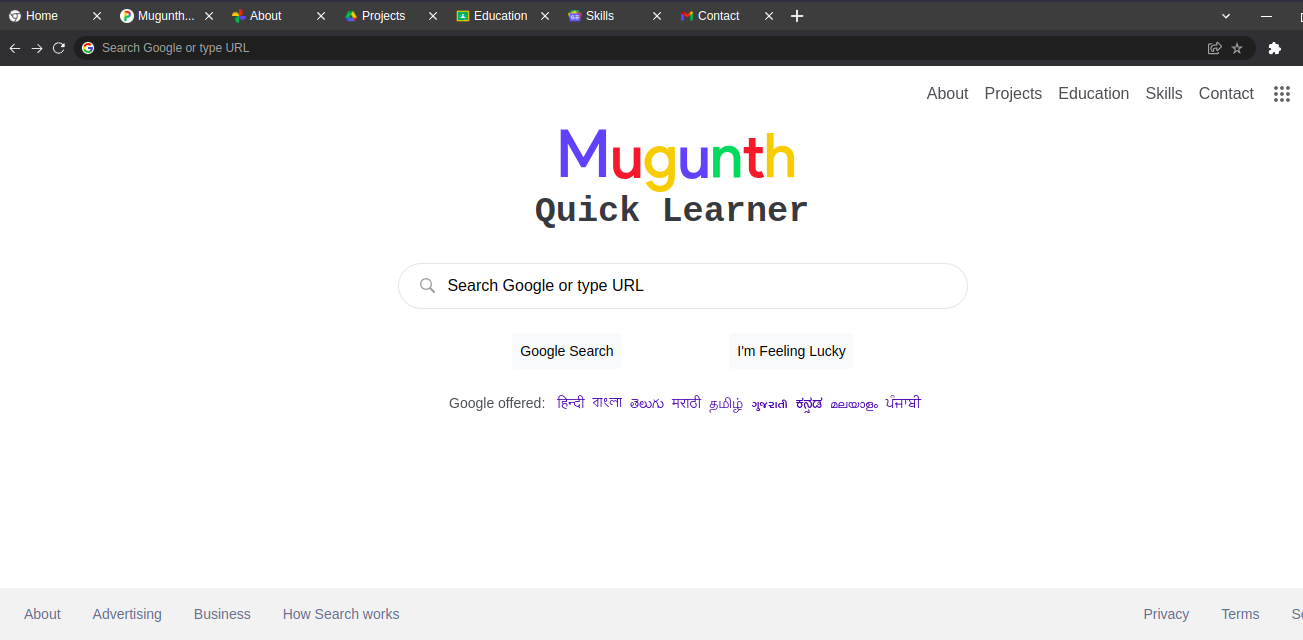 Home Mugunth... About Projects Education Skills Contact
Search Google or type URL
About Projects Education Skills Contact
Mugunth
Quick Learner
Search Google or type URL
Google Search I'm Feeling Lucky
Google offered: हिन्दी বাংলা తెలుగు मराठी தமிழ் ગુજરાતી ಕನ್ನಡ മലയാളം ਪੰਜਾਬੀ
About Advertising Business How Search works Privacy Terms